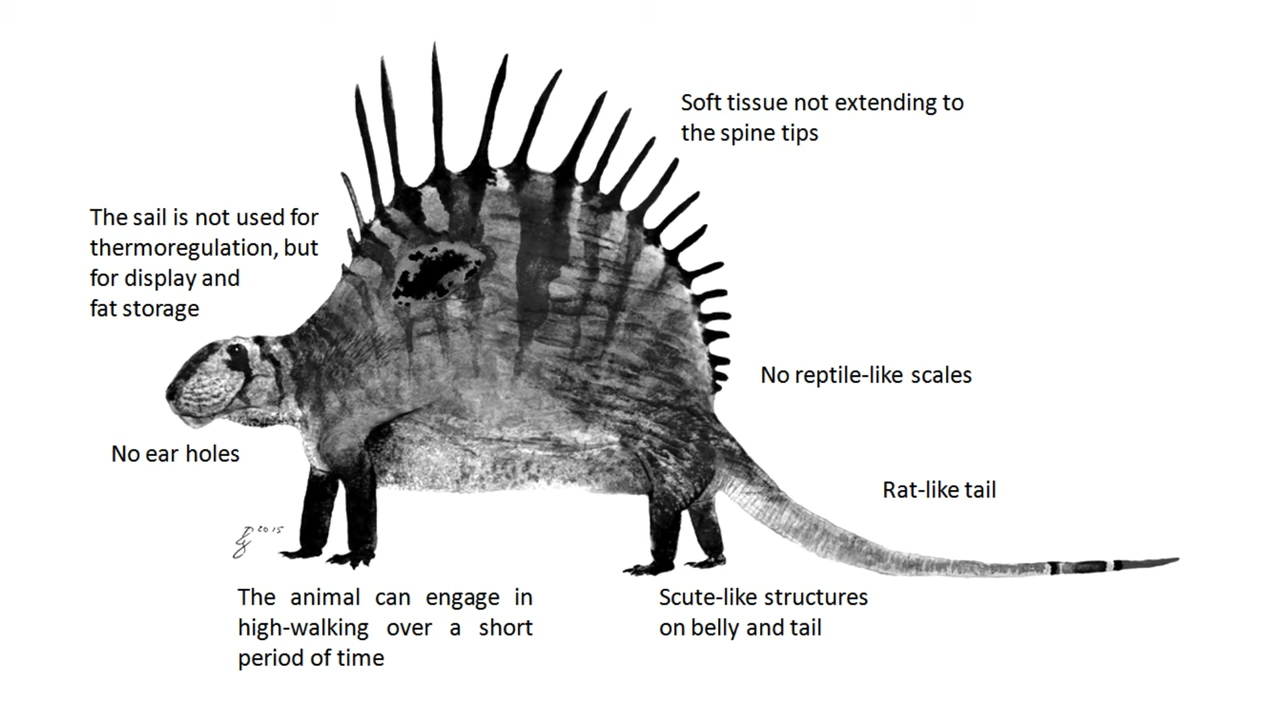 Soft tissue not extending to
the spine tips
The sail is not used for
thermoregulation, but
for display and
fat storage
No reptile-like scales
No ear holes
Rat-like tail
2015
The animal can engage in
high-walking over a short
period of time
Scute-like structures
on belly and tail